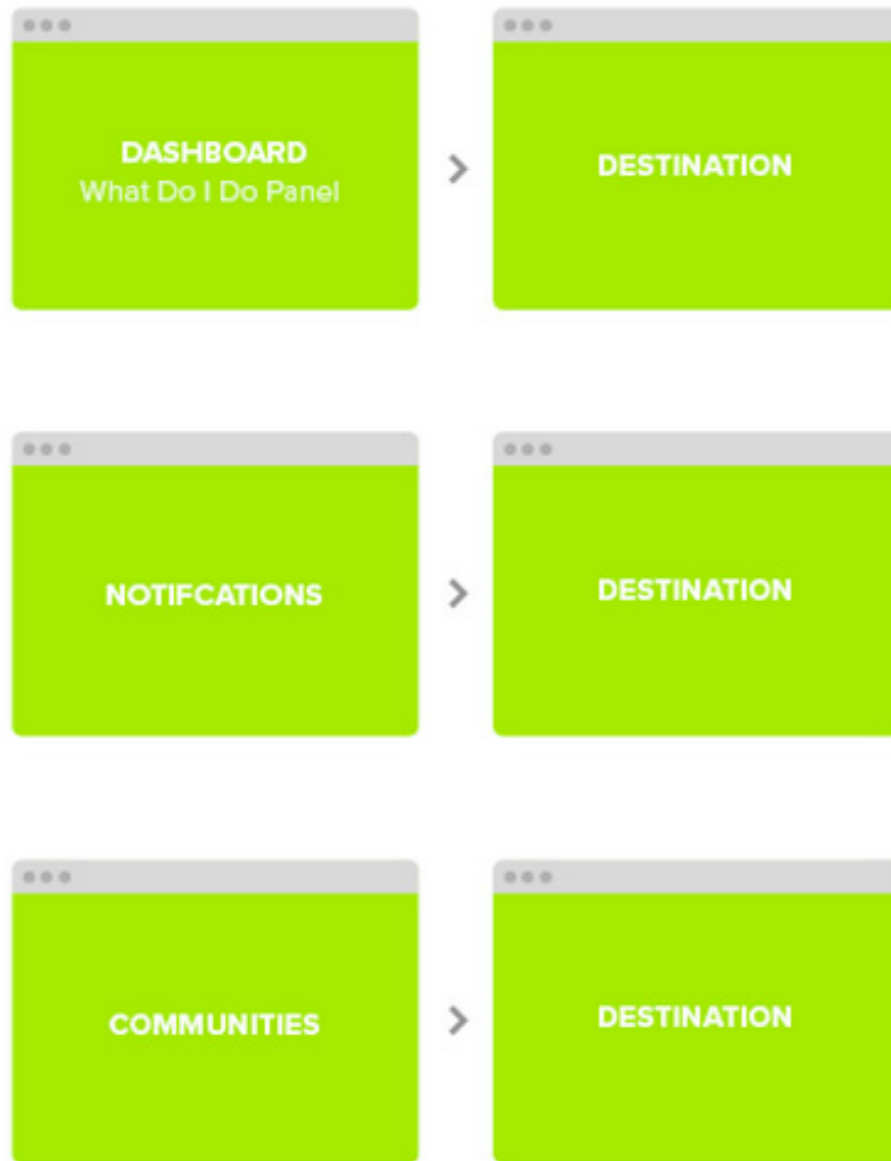 DASHBOARD
What Do I Do Panel
DESTINATION
NOTIFCATIONS
DESTINATION
COMMUNITIES
DESTINATION